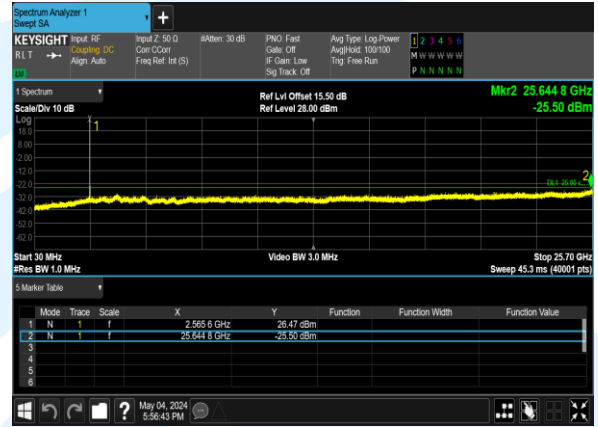 Spectrum Analyzer 1
Swept SA
KEYSIGHT Input: RF Input Z: 50 Ω #Atten: 30 dB PNO: Fast Avg Type: Log-Power 1 2 3 4 5 6
RLT Coupling: DC Corr CCorr Gate: Off Avg|Hold: 100/100 M W W W W W
Align: Auto Freq Ref: Int (S) IF Gain: Low Trig: Free Run P N N N N N
Sig Track: Off
LV
1 Spectrum Ref Lvl Offset 15.50 dB Mkr2 25.644 8 GHz
Scale/Div 10 dB Ref Level 28.00 dBm -25.50 dBm
Log
1
18.0
8.00
-2.00
-12.0
2
-22.0
-32.0
-42.0
-52.0
-62.0
Start 30 MHz Video BW 3.0 MHz Stop 25.70 GHz
#Res BW 1.0 MHz Sweep 45.3 ms (40001 pts)
5 Marker Table
Mode Trace Scale X Y Function Function Width Function Value
1 N 1 f 2.565 6 GHz 26.47 dBm
2 N 1 f 25.644 8 GHz -25.50 dBm
3
4
5
6
? May 04, 2024
5:56:43 PM